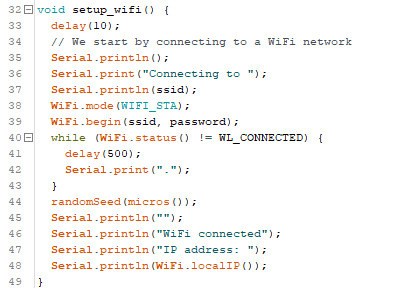 32 void setup_wifi() {
33   delay(10);
34   // We start by connecting to a WiFi network
35   Serial.println();
36   Serial.print("Connecting to ");
37   Serial.println(ssid);
38   WiFi.mode(WIFI_STA);
39   WiFi.begin(ssid, password);
40   while (WiFi.status() != WL_CONNECTED) {
41     delay(500);
42     Serial.print(".");
43   }
44   randomSeed(micros());
45   Serial.println("");
46   Serial.println("WiFi connected");
47   Serial.println("IP address: ");
48   Serial.println(WiFi.localIP());
49 }